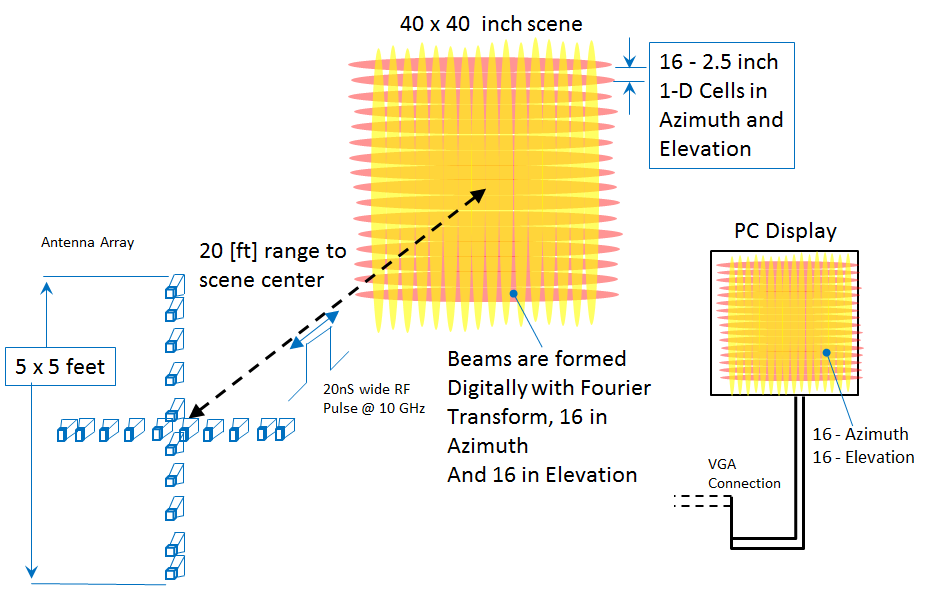 40 x 40  inch scene
16 - 2.5 inch
1-D Cells in
Azimuth and
Elevation
Antenna Array
20 [ft] range to
scene center
5 x 5 feet
20nS wide RF
Pulse @ 10 GHz
Beams are formed
Digitally with Fourier
Transform, 16 in
Azimuth
And 16 in Elevation
PC Display
16 - Azimuth
16 - Elevation
VGA
Connection